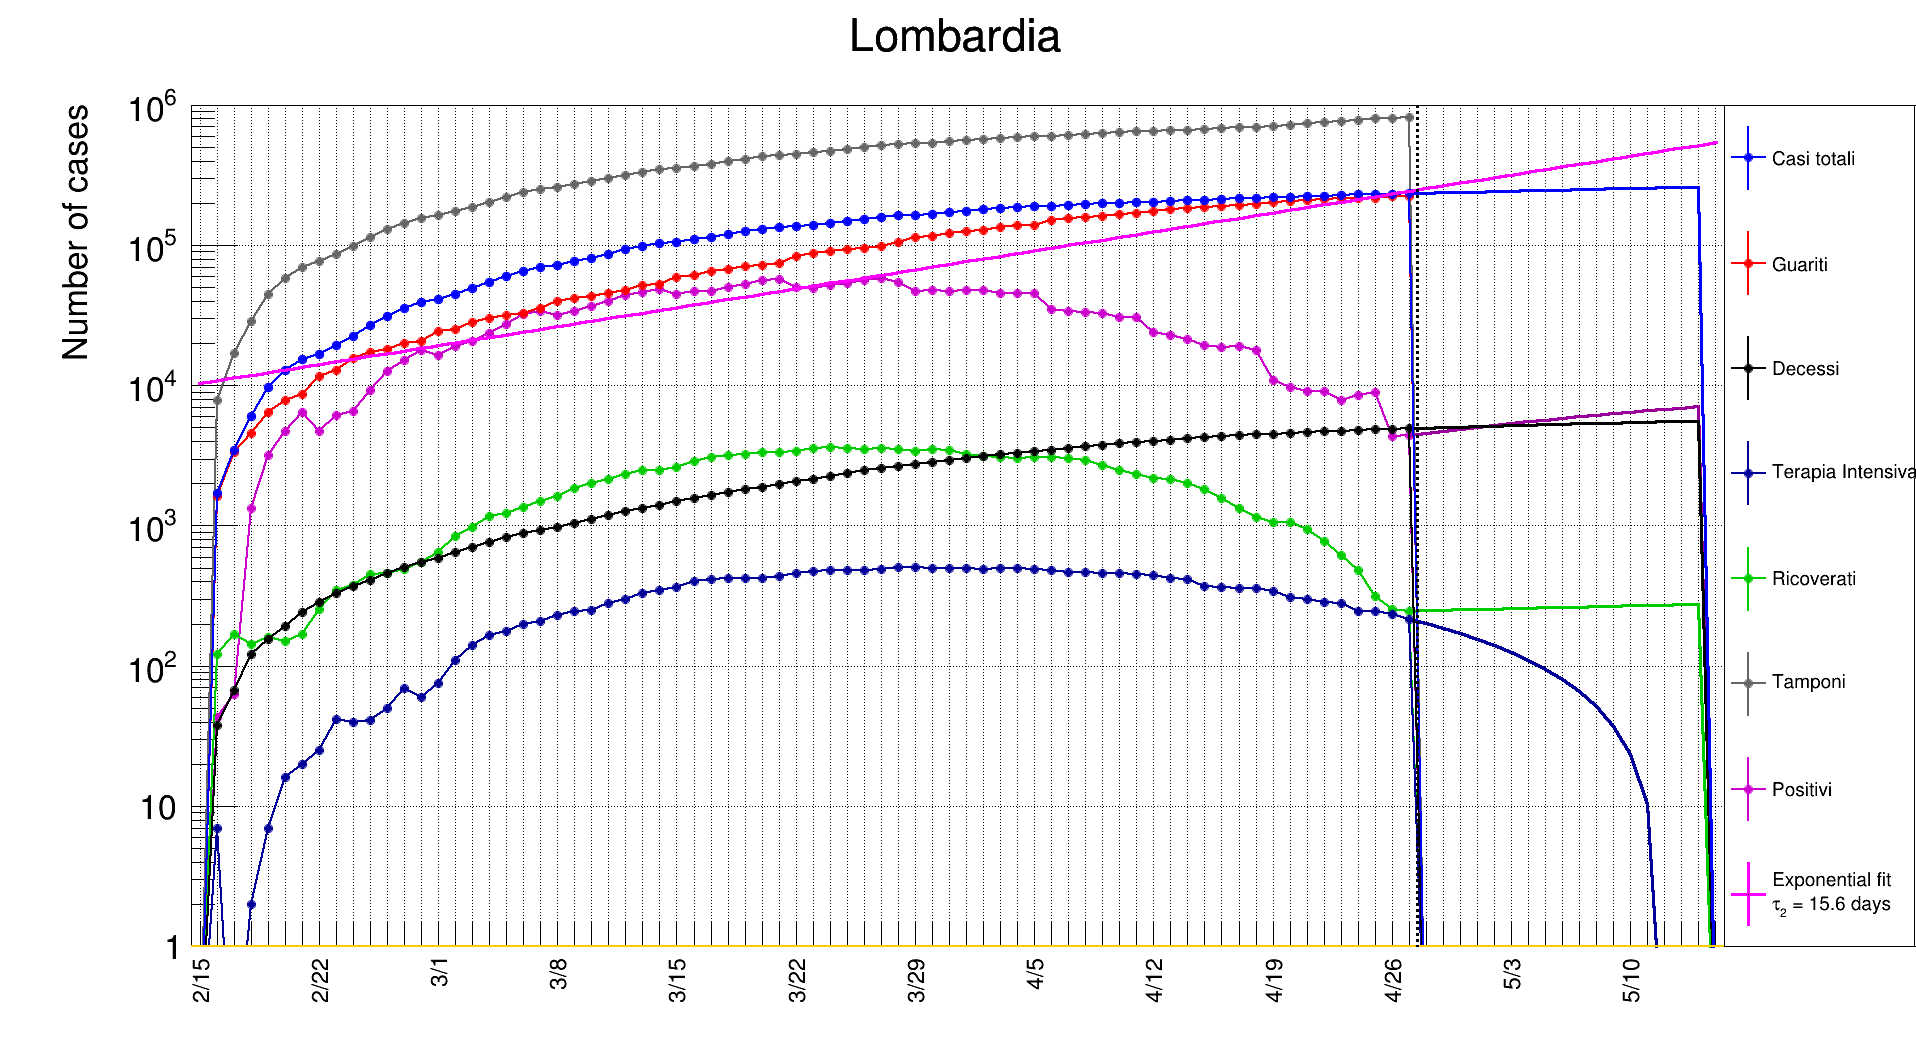 Lombardia
Number of cases
10^6
10^5
10^4
10^3
10^2
10
1
2/15
2/22
3/1
3/8
3/15
3/22
3/29
4/5
4/12
4/19
4/26
5/3
5/10
Casi totali
Guariti
Decessi
Terapia Intensiva
Ricoverati
Tamponi
Positivi
Exponential fit
τ₂ = 15.6 days